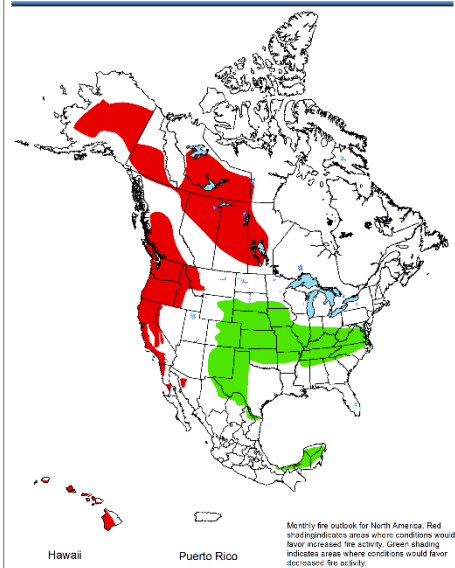 Hawaii
Puerto Rico
Monthly fire outlook for North America. Red
shadingindicates areas where conditions would
favor increased fire activity. Green shading
indicates areas where conditions would favor
decreased fire activity.